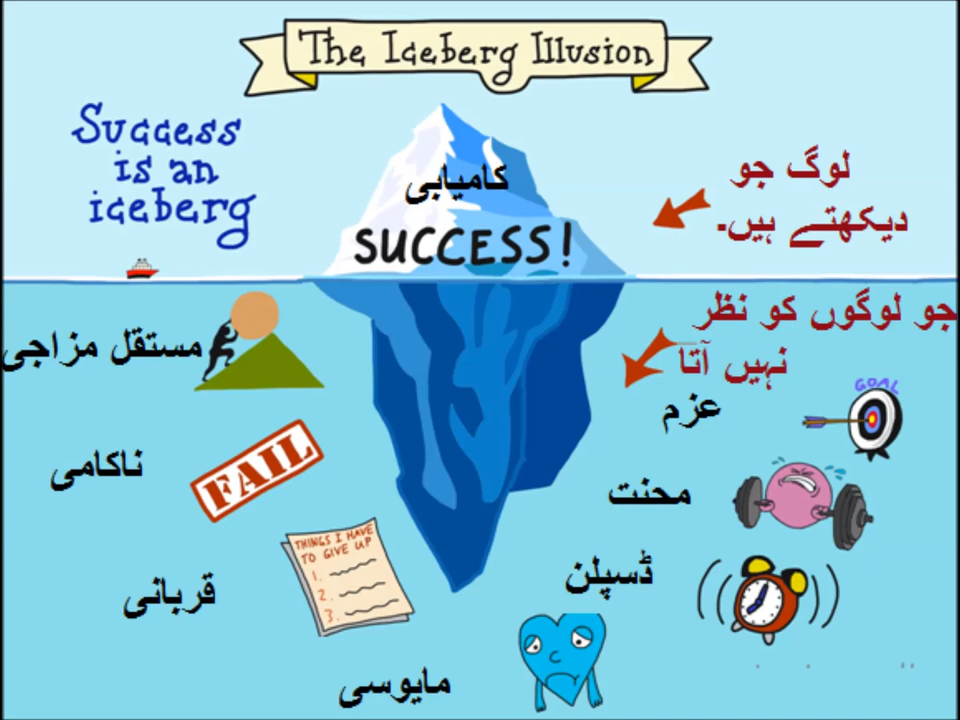 The Iceberg Illusion
Success
is an
iceberg
کامیابی
SUCCESS!
لوگ جو
دیکھتے ہیں۔
جو لوگوں کو نظر
نہیں آتا
مستقل مزاجی
عزم
GOAL
ناکامی
FAIL
محنت
THINGS I HAVE
TO GIVE UP
1.
2.
3.
قربانی
ڈسپلن
مایوسی